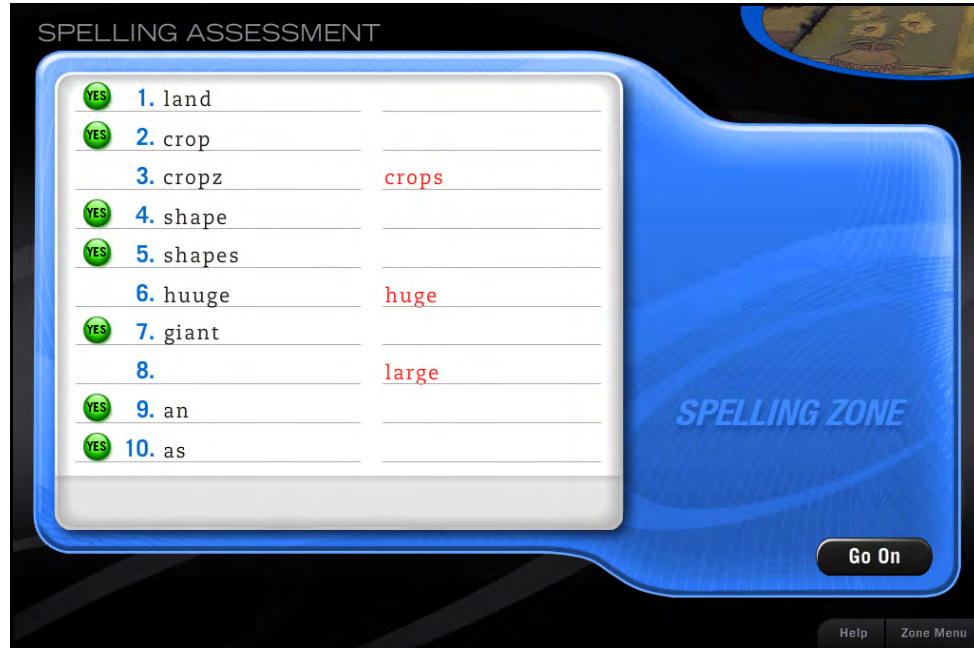 SPELLING ASSESSMENT
YES 1. land
YES 2. crop
3. cropz crops
YES 4. shape
YES 5. shapes
6. huuge huge
YES 7. giant
8. large
YES 9. an
YES 10. as
SPELLING ZONE
Go On
Help Zone Menu